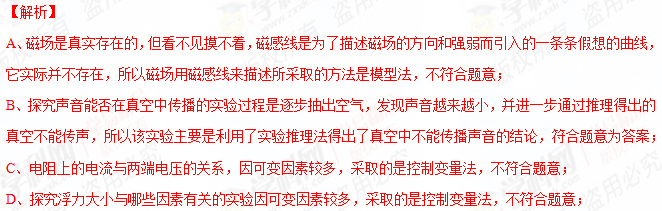 【解析】
A、磁场是真实存在的，但看不见摸不着，磁感线是为了描述磁场的方向和强弱而引入的一条条假想的曲线，
它实际并不存在，所以磁场用磁感线来描述所采取的方法是模型法，不符合题意；
B、探究声音能否在真空中传播的实验过程是逐步抽出空气，发现声音越来越小，并进一步通过推理得出的
真空不能传声，所以该实验主要是利用了实验推理法得出了真空中不能传播声音的结论，符合题意为答案；
C、电阻上的电流与两端电压的关系，因可变因素较多，采取的是控制变量法，不符合题意；
D、探究浮力大小与哪些因素有关的实验因可变因素较多，采取的是控制变量法，不符合题意；